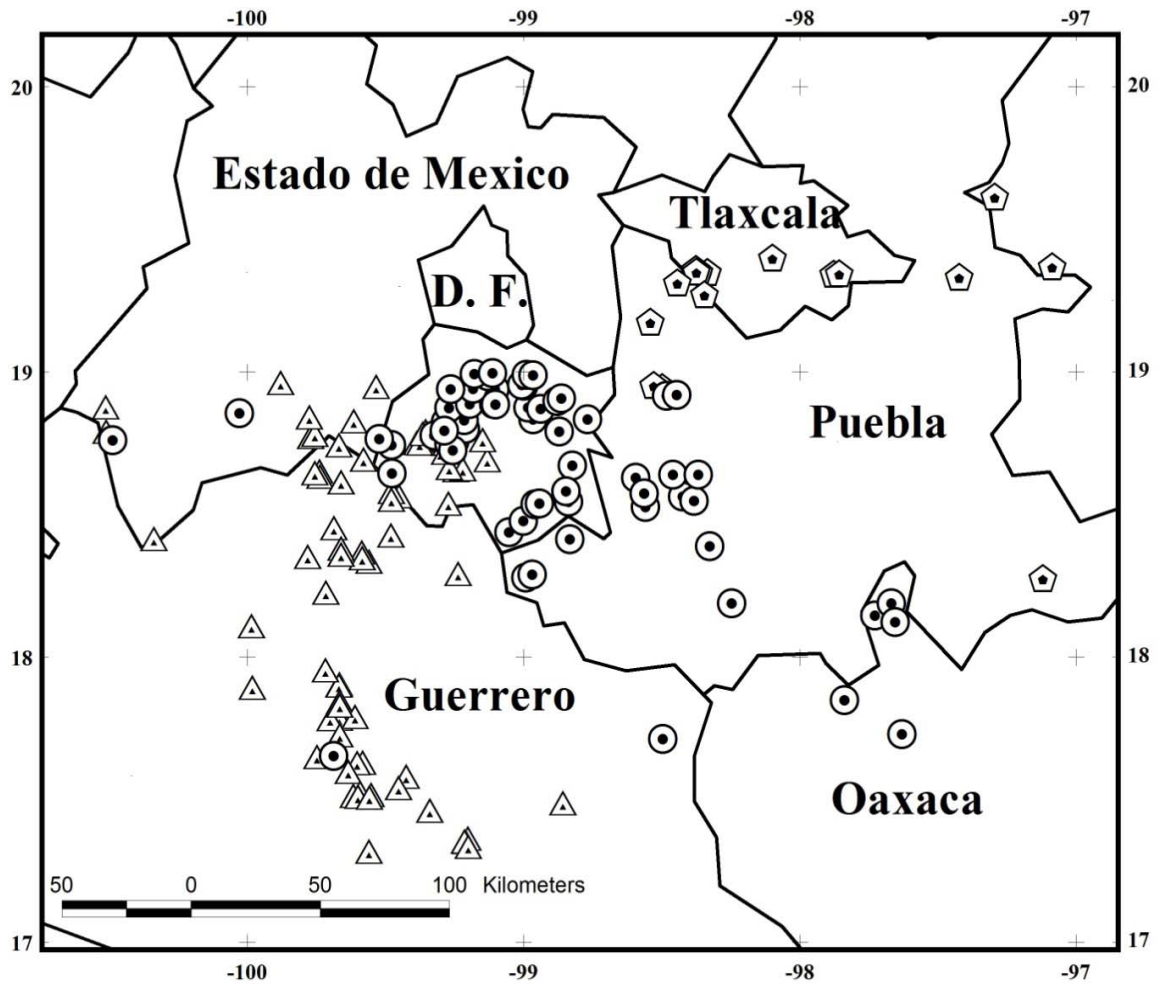 -100 -99 -98 -97
20 20
Estado de Mexico
Tlaxcala
D. F.
19 19
Puebla
18 18
Guerrero
Oaxaca
50 0 50 100 Kilometers
17 17
-100 -99 -98 -97